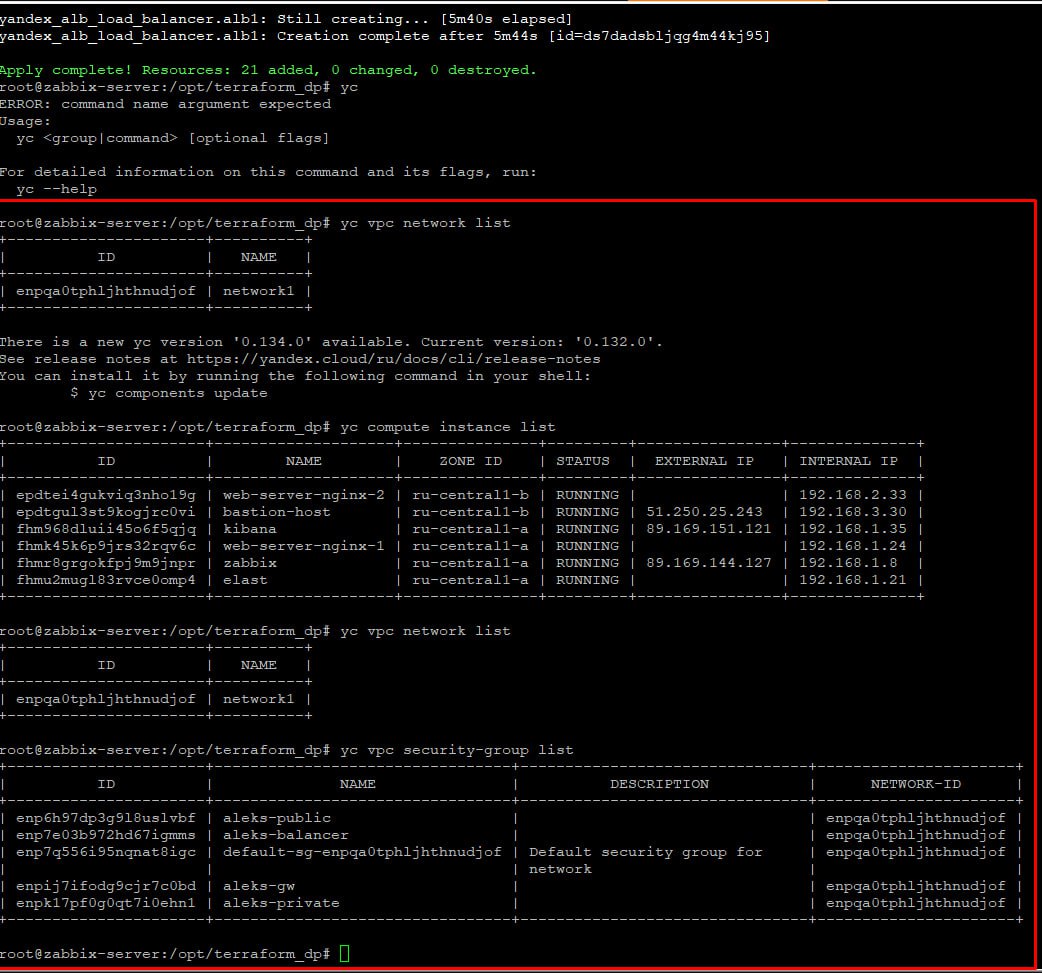 yandex_alb_load_balancer.alb1: Still creating... [5m40s elapsed]
yandex_alb_load_balancer.alb1: Creation complete after 5m44s [id=ds7dadsbljqg4m44kj95]

Apply complete! Resources: 21 added, 0 changed, 0 destroyed.
root@zabbix-server:/opt/terraform_dp# yc
ERROR: command name argument expected
Usage:
  yc <group|command> [optional flags]

For detailed information on this command and its flags, run:
  yc --help

root@zabbix-server:/opt/terraform_dp# yc vpc network list
+----------------------+----------+
|          ID          |   NAME   |
+----------------------+----------+
| enpqa0tphljhthnudjof | network1 |
+----------------------+----------+

There is a new yc version '0.134.0' available. Current version: '0.132.0'.
See release notes at https://yandex.cloud/ru/docs/cli/release-notes
You can install it by running the following command in your shell:
        $ yc components update

root@zabbix-server:/opt/terraform_dp# yc compute instance list
+----------------------+--------------------+---------------+---------+----------------+--------------+
|          ID          |        NAME        |    ZONE ID    | STATUS  |  EXTERNAL IP   | INTERNAL IP  |
+----------------------+--------------------+---------------+---------+----------------+--------------+
| epdtei4gukviq3nho19g | web-server-nginx-2 | ru-central1-b | RUNNING |                | 192.168.2.33 |
| epdtgul3st9kogjrc0vi | bastion-host       | ru-central1-b | RUNNING | 51.250.25.243  | 192.168.3.30 |
| fhm968dluii45o6f5qjq | kibana             | ru-central1-a | RUNNING | 89.169.151.121 | 192.168.1.35 |
| fhmk45k6p9jrs32rqv6c | web-server-nginx-1 | ru-central1-a | RUNNING |                | 192.168.1.24 |
| fhmr8grgokfpj9m9jnpr | zabbix             | ru-central1-a | RUNNING | 89.169.144.127 | 192.168.1.8  |
| fhmu2mugl83rvce0omp4 | elast              | ru-central1-a | RUNNING |                | 192.168.1.21 |
+----------------------+--------------------+---------------+---------+----------------+--------------+

root@zabbix-server:/opt/terraform_dp# yc vpc network list
+----------------------+----------+
|          ID          |   NAME   |
+----------------------+----------+
| enpqa0tphljhthnudjof | network1 |
+----------------------+----------+

root@zabbix-server:/opt/terraform_dp# yc vpc security-group list
+----------------------+---------------------------------+--------------------------------+----------------------+
|          ID          |              NAME               |          DESCRIPTION           |      NETWORK-ID      |
+----------------------+---------------------------------+--------------------------------+----------------------+
| enp6h97dp3g9l8uslvbf | aleks-public                    |                                | enpqa0tphljhthnudjof |
| enp7e03b972hd67igmms | aleks-balancer                  |                                | enpqa0tphljhthnudjof |
| enp7q556i95nqnat8igc | default-sg-enpqa0tphljhthnudjof | Default security group for     | enpqa0tphljhthnudjof |
|                      |                                 | network                        |                      |
| enpij7ifodg9cjr7c0bd | aleks-gw                        |                                | enpqa0tphljhthnudjof |
| enpk17pf0g0qt7i0ehn1 | aleks-private                   |                                | enpqa0tphljhthnudjof |
+----------------------+---------------------------------+--------------------------------+----------------------+

root@zabbix-server:/opt/terraform_dp#